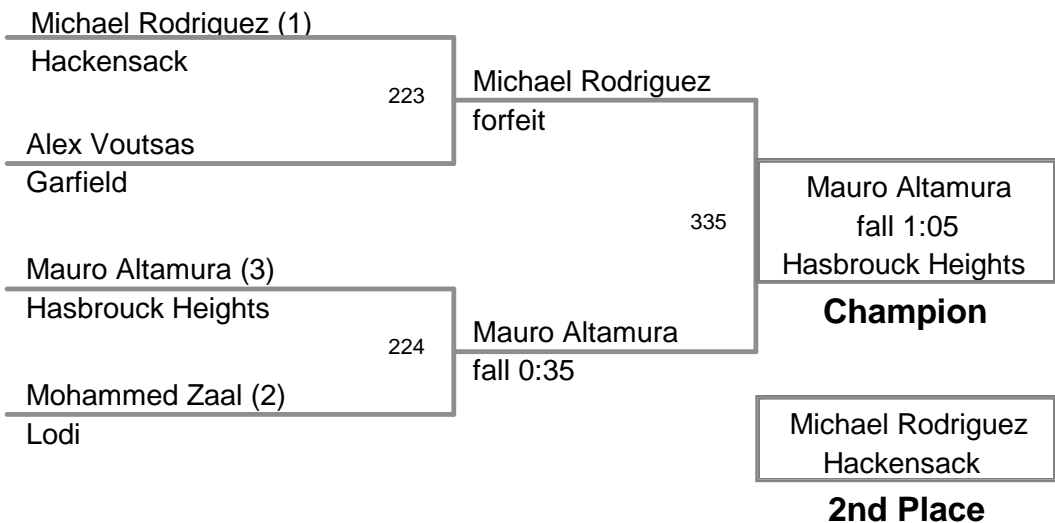 Michael Rodriguez (1)
Hackensack
223
Michael Rodriguez
forfeit
Alex Voutsas
Garfield
Mauro Altamura
fall 1:05
Hasbrouck Heights
Champion
335
Mauro Altamura (3)
Hasbrouck Heights
224
Mauro Altamura
fall 0:35
Mohammed Zaal (2)
Lodi
Michael Rodriguez
Hackensack
2nd Place